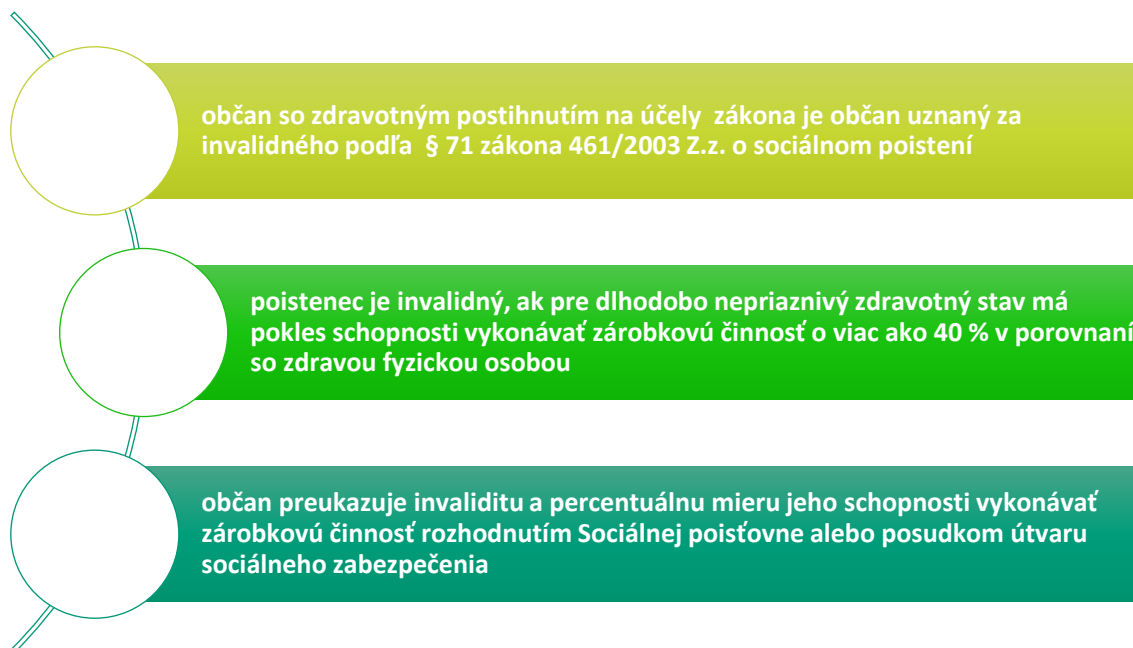 občan so zdravotným postihnutím na účely zákona je občan uznaný za
invalidného podľa § 71 zákona 461/2003 Z.z. o sociálnom poistení
poistenec je invalidný, ak pre dlhodobo nepriaznivý zdravotný stav má
pokles schopnosti vykonávať zárobkovú činnosť o viac ako 40 % v porovnaní
so zdravou fyzickou osobou
občan preukazuje invaliditu a percentuálnu mieru jeho schopnosti vykonávať
zárobkovú činnosť rozhodnutím Sociálnej poisťovne alebo posudkom útvaru
sociálneho zabezpečenia